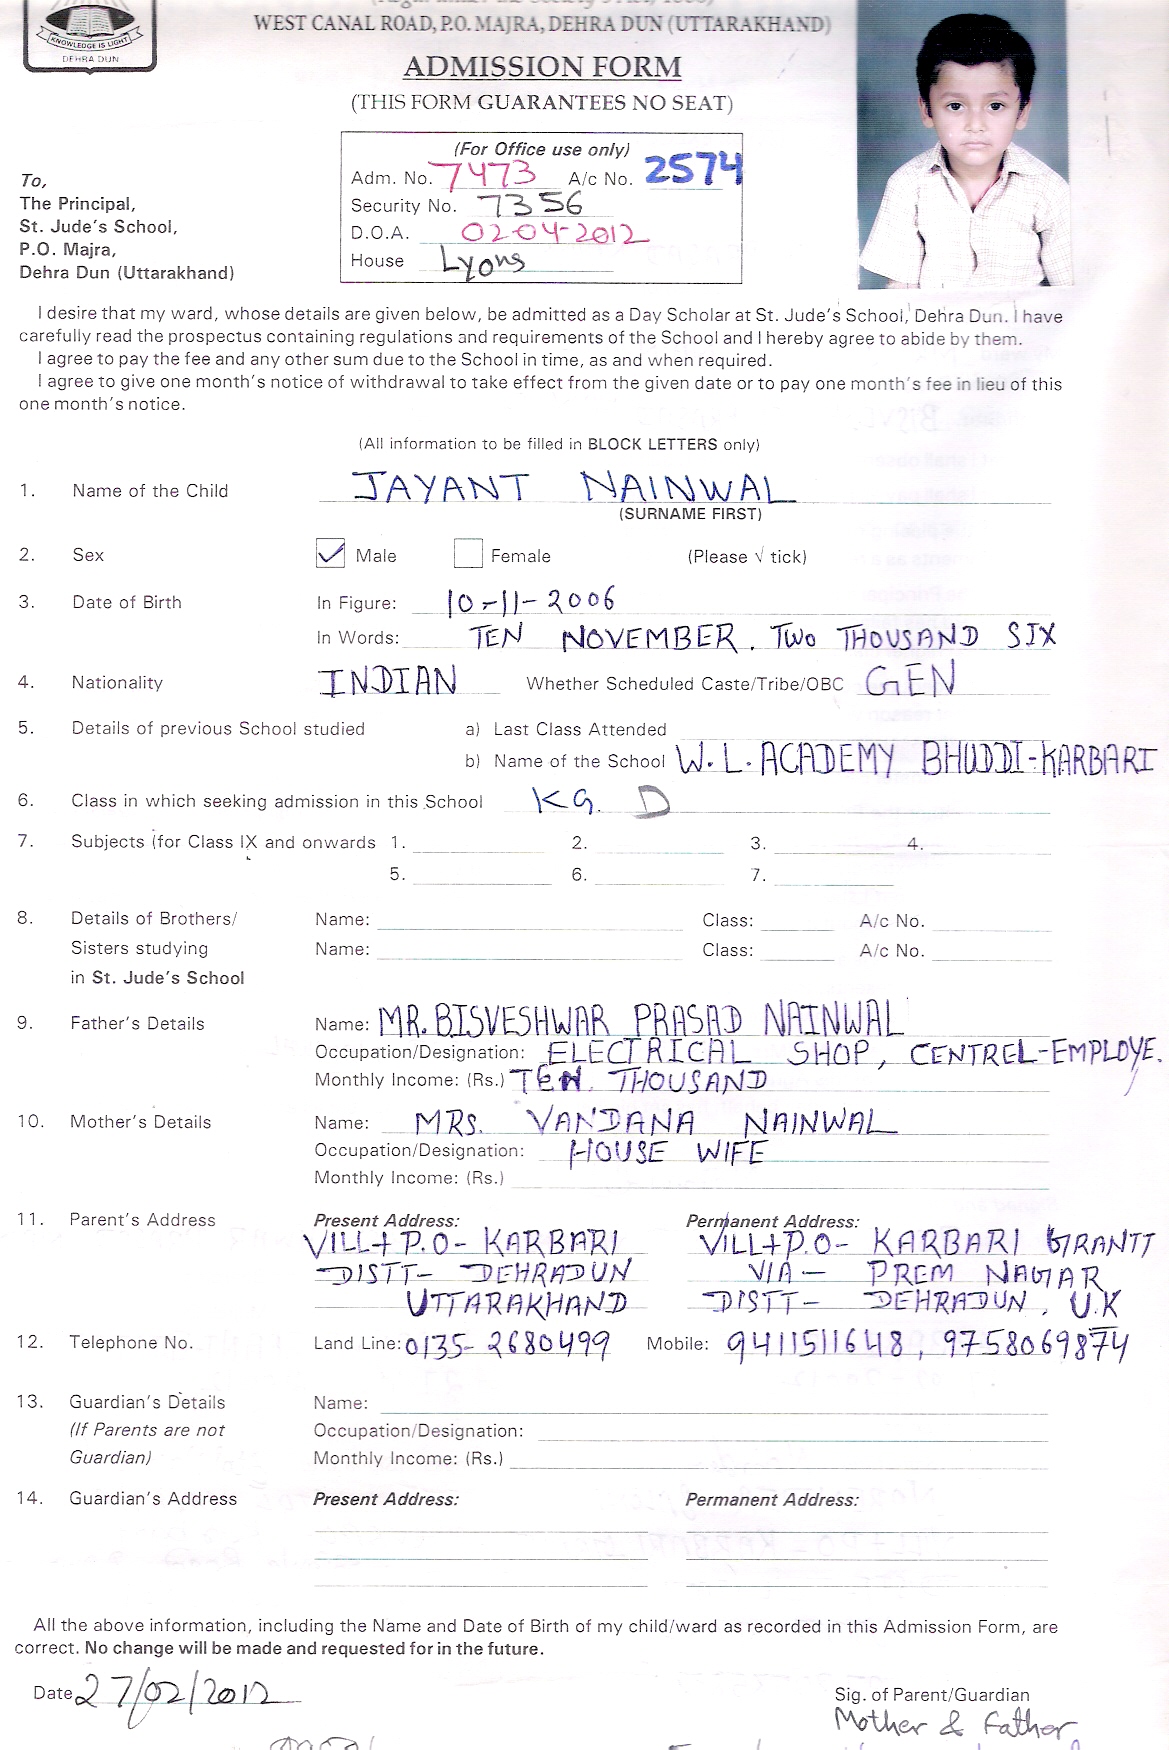 KNOWLEDGE IS LIGHT
DEHRA DUN
WEST CANAL ROAD, P.O. MAJRA, DEHRA DUN (UTTARAKHAND)
ADMISSION FORM
(THIS FORM GUARANTEES NO SEAT)
(For Office use only)
Adm. No. 7473 A/c No. 2574
Security No. 7356
D.O.A. 02-04-2012
House Lyons
To,
The Principal,
St. Jude's School,
P.O. Majra,
Dehra Dun (Uttarakhand)
I desire that my ward, whose details are given below, be admitted as a Day Scholar at St. Jude's School, Dehra Dun. I have
carefully read the prospectus containing regulations and requirements of the School and I hereby agree to abide by them.
I agree to pay the fee and any other sum due to the School in time, as and when required.
I agree to give one month's notice of withdrawal to take effect from the given date or to pay one month's fee in lieu of this
one month's notice.
(All information to be filled in BLOCK LETTERS only)
1. Name of the Child JAYANT NAINWAL
(SURNAME FIRST)
2. Sex ✓ Male Female (Please √ tick)
3. Date of Birth In Figure: 10-11-2006
In Words: TEN NOVEMBER, TWO THOUSAND SIX
4. Nationality INDIAN Whether Scheduled Caste/Tribe/OBC GEN
5. Details of previous School studied a) Last Class Attended
b) Name of the School W.L. ACADEMY BHUDDI-KARBARI
6. Class in which seeking admission in this School KG. D
7. Subjects (for Class IX and onwards 1. 2. 3. 4.
5. 6. 7.
8. Details of Brothers/ Name: Class: A/c No.
Sisters studying Name: Class: A/c No.
in St. Jude's School
9. Father's Details Name: MR. BISVESHWAR PRASAD NAINWAL
Occupation/Designation: ELECTRICAL SHOP, CENTREL-EMPLOYE.
Monthly Income: (Rs.) TEN THOUSAND
10. Mother's Details Name: MRS. VANDANA NAINWAL
Occupation/Designation: HOUSE WIFE
Monthly Income: (Rs.)
11. Parent's Address Present Address: Permanent Address:
VILL+P.O- KARBARI VILL+P.O- KARBARI GRANTT
DISTT- DEHRADUN VIA- PREM NAGAR
UTTARAKHAND DISTT- DEHRADUN, U.K
12. Telephone No. Land Line: 0135-2680499 Mobile: 9411511648, 9758069874
13. Guardian's Details Name:
(If Parents are not Occupation/Designation:
Guardian) Monthly Income: (Rs.)
14. Guardian's Address Present Address: Permanent Address:
All the above information, including the Name and Date of Birth of my child/ward as recorded in this Admission Form, are
correct. No change will be made and requested for in the future.
Date 27/02/2012 Sig. of Parent/Guardian
Mother & Father